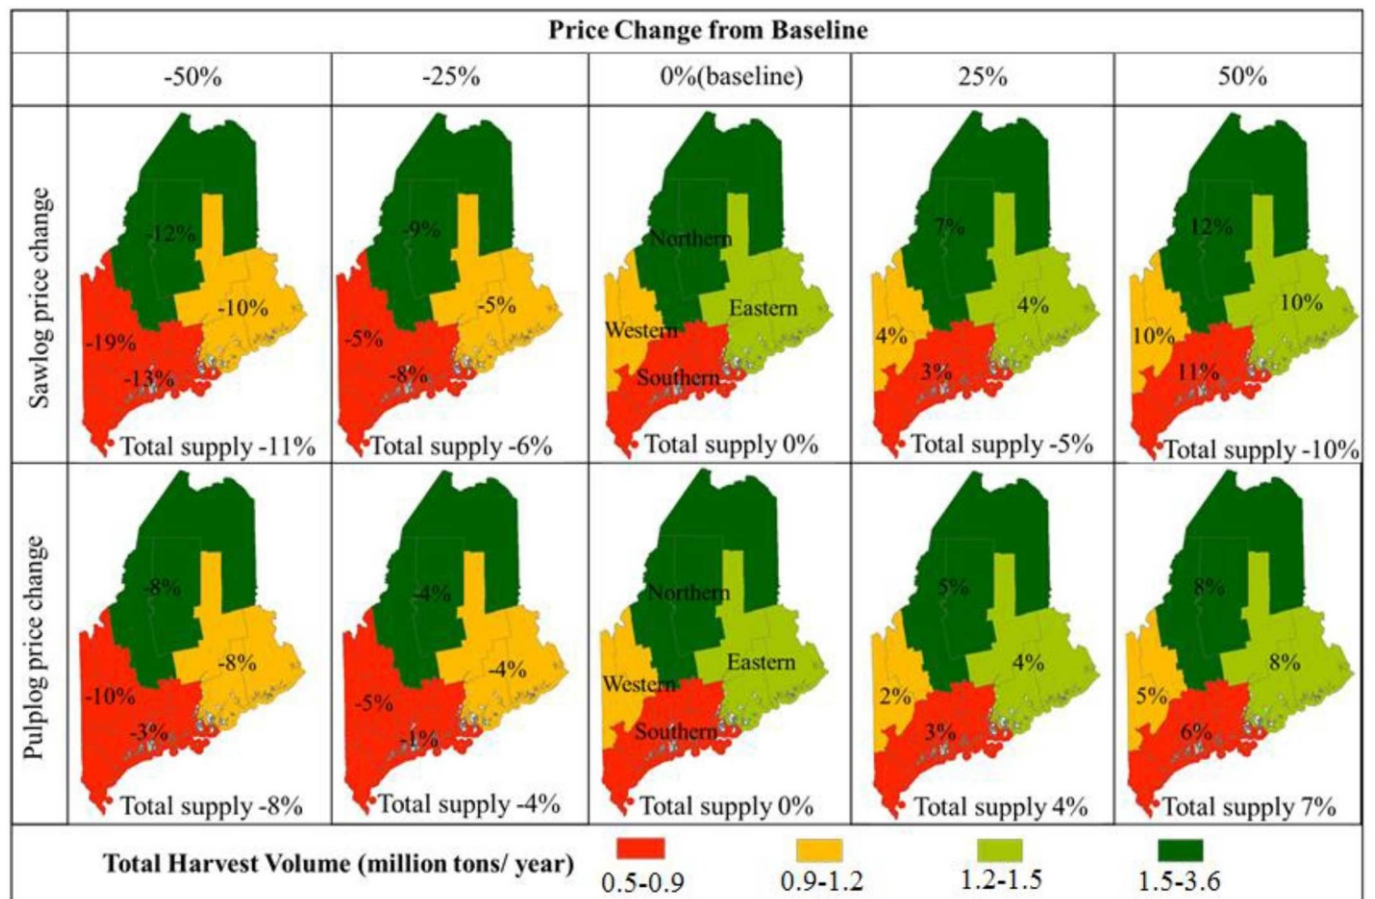 Price Change from Baseline
-50% -25% 0%(baseline) 25% 50%
Sawlog price change
-12%
-10%
-19%
-13%
Total supply -11%
-9%
-5%
-5%
-8%
Total supply -6%
Northern
Eastern
Western
Southern
Total supply 0%
7%
4%
4%
3%
Total supply -5%
12%
10%
10%
11%
Total supply -10%
Pulplog price change
-8%
-8%
-10%
-3%
Total supply -8%
-4%
-4%
-5%
-1%
Total supply -4%
Northern
Eastern
Western
Southern
Total supply 0%
5%
4%
2%
3%
Total supply 4%
8%
8%
5%
6%
Total supply 7%
Total Harvest Volume (million tons/ year)
0.5-0.9 0.9-1.2 1.2-1.5 1.5-3.6